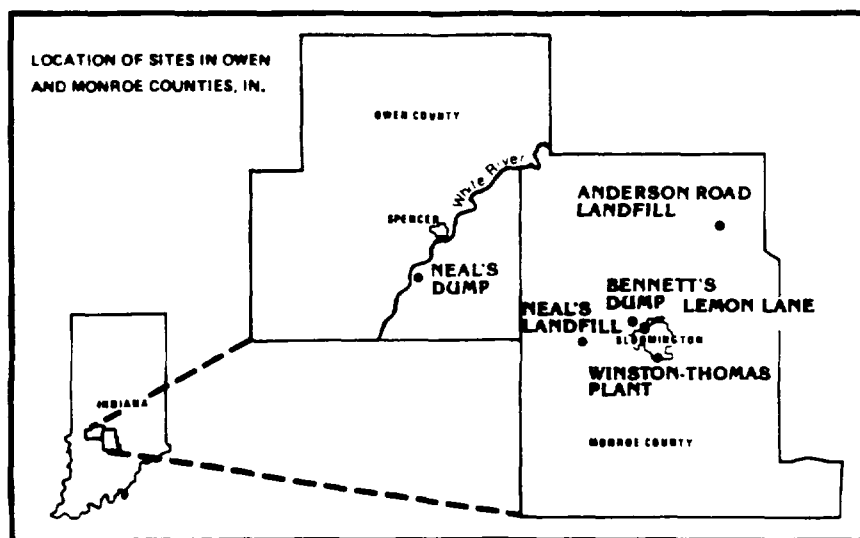 LOCATION OF SITES IN OWEN
AND MONROE COUNTIES, IN.
OWEN COUNTY
White River
SPENCER
NEAL'S
DUMP
ANDERSON ROAD
LANDFILL
BENNETT'S
DUMP
LEMON LANE
NEAL'S
LANDFILL
BLOOMINGTON
WINSTON-THOMAS
PLANT
MONROE COUNTY
INDIANA